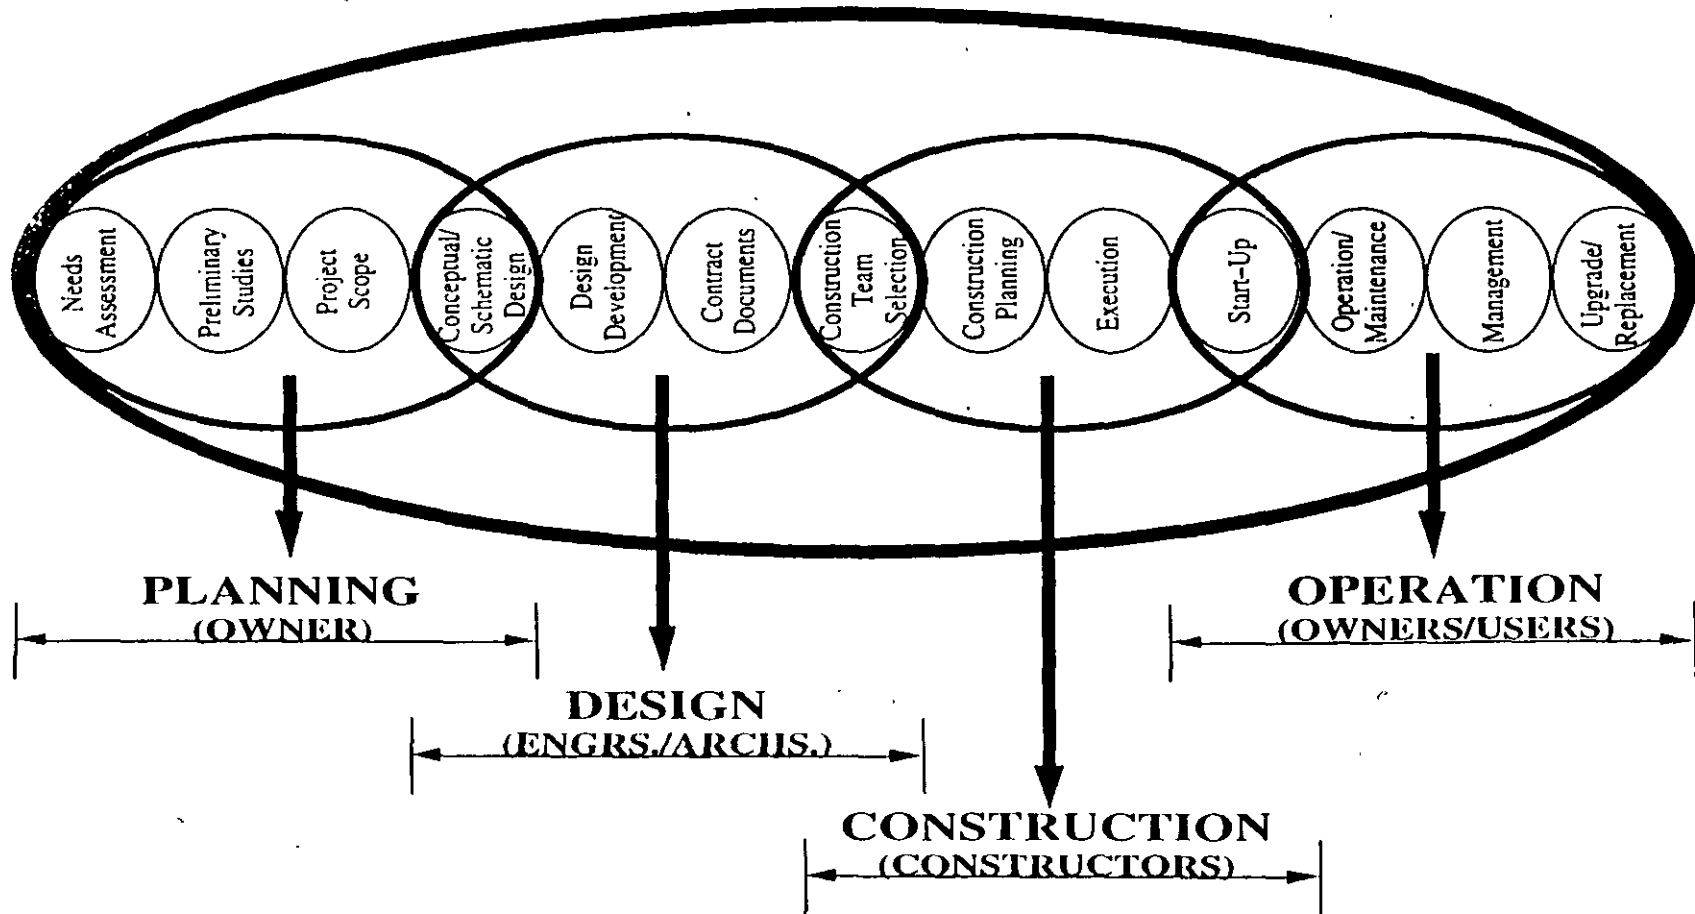 Needs
Assessment
Preliminary
Studies
Project
Scope
Conceptual/
Schematic
Design
Design
Development
Contract
Documents
Construction
Team
Selection
Construction
Planning
Execution
Start-Up
Operation/
Maintenance
Management
Upgrade/
Replacement
PLANNING
(OWNER)
OPERATION
(OWNERS/USERS)
DESIGN
(ENGRS./ARCHS.)
CONSTRUCTION
(CONSTRUCTORS)